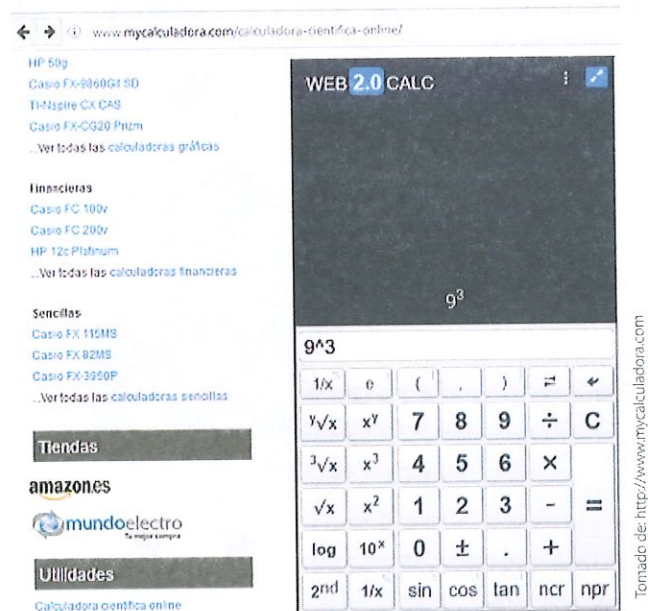 www.mycalculadora.com/calculadora-cientifica-online/
HP 50g
Casio FX-9860GII SD
TI-Nspire CX CAS
Casio FX-CG20 Prizm
...Ver todas las calculadoras gráficas
Financieras
Casio FC 100v
Casio FC 200v
HP 12c Platinum
...Ver todas las calculadoras financieras
Sencillas
Casio FX 115MS
Casio FX 82MS
Casio FX-3950P
...Ver todas las calculadoras sencillas
Tiendas
amazon.es
mundoelectro
Tu mejor compra
Utilidades
Calculadora científica online
WEB 2.0 CALC
9³
9^3
1/x e ( , )
ʸ√x xʸ 7 8 9 ÷ C
³√x x³ 4 5 6 ×
√x x² 1 2 3 - =
log 10ˣ 0 ± . +
2nd 1/x sin cos tan ncr npr
Tomado de: http://www.mycalculadora.com